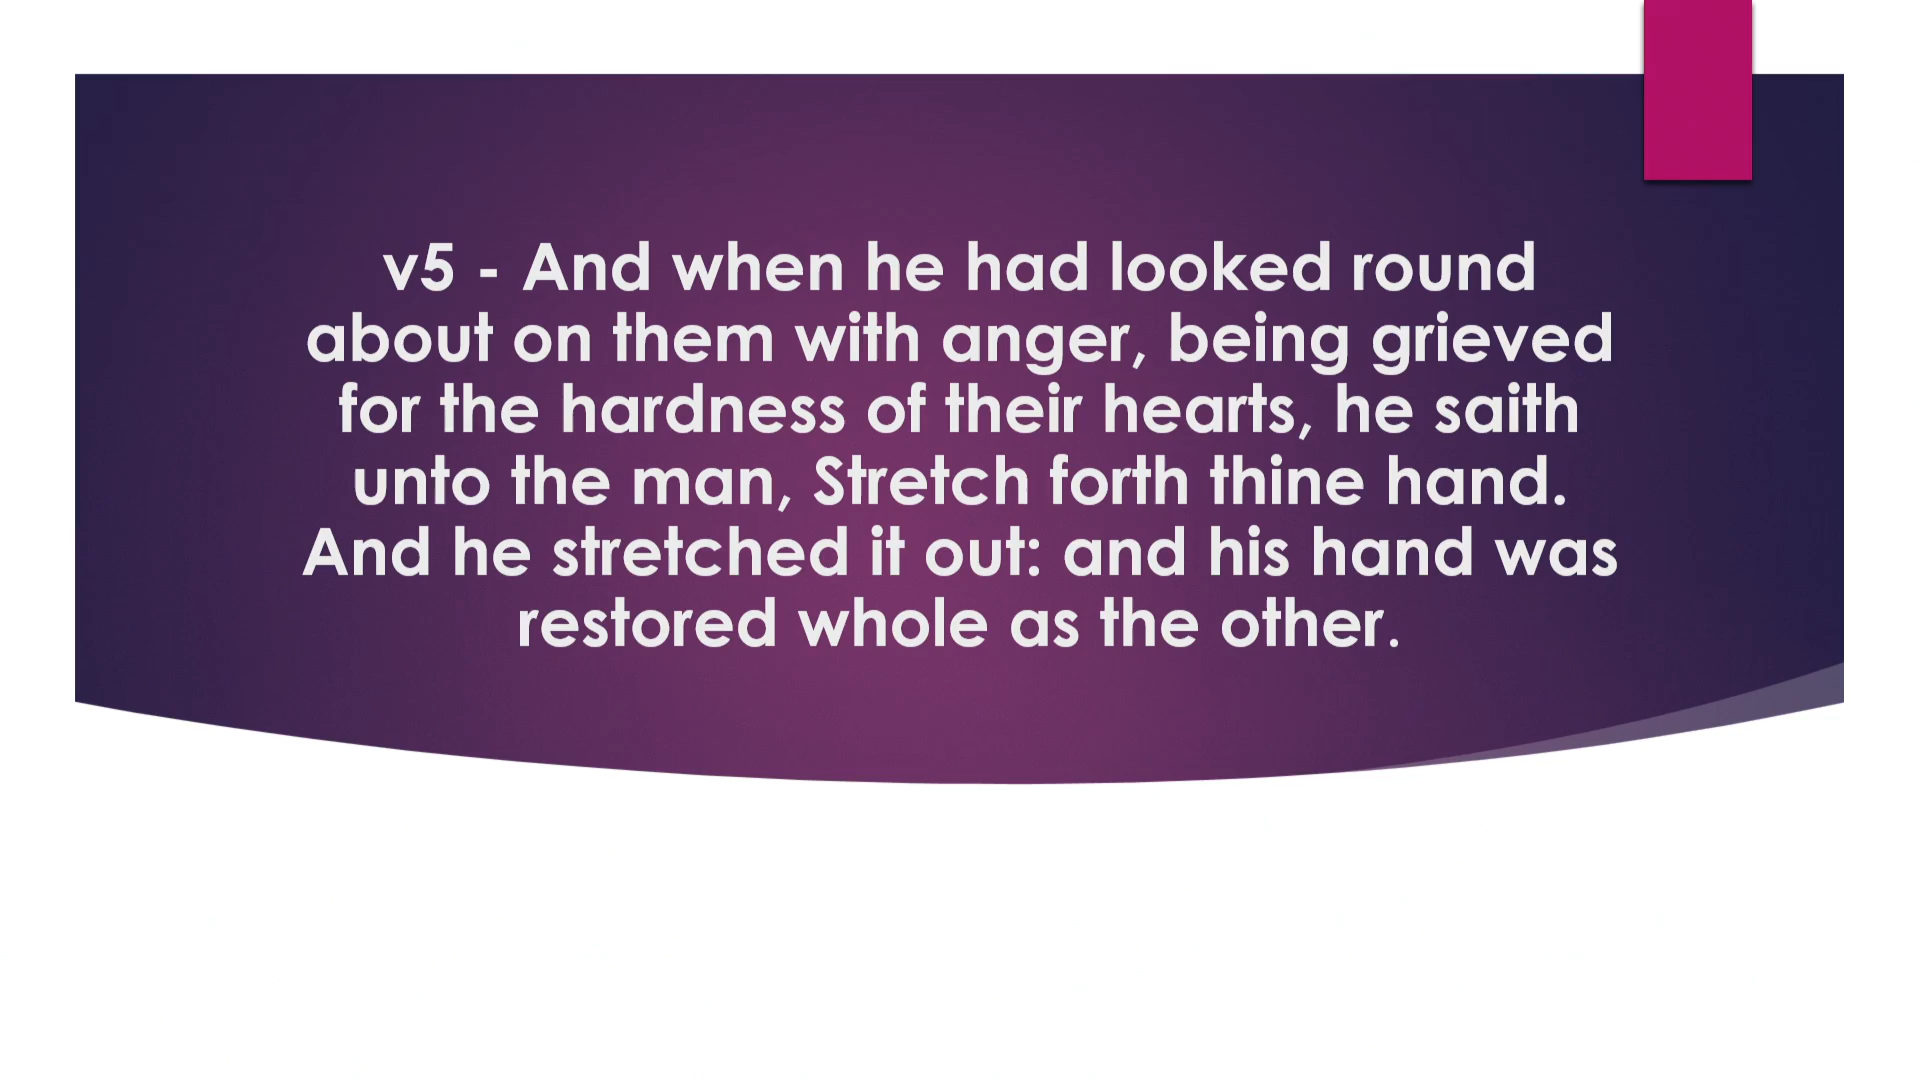 v5 - And when he had looked round
about on them with anger, being grieved
for the hardness of their hearts, he saith
unto the man, Stretch forth thine hand.
And he stretched it out: and his hand was
restored whole as the other.